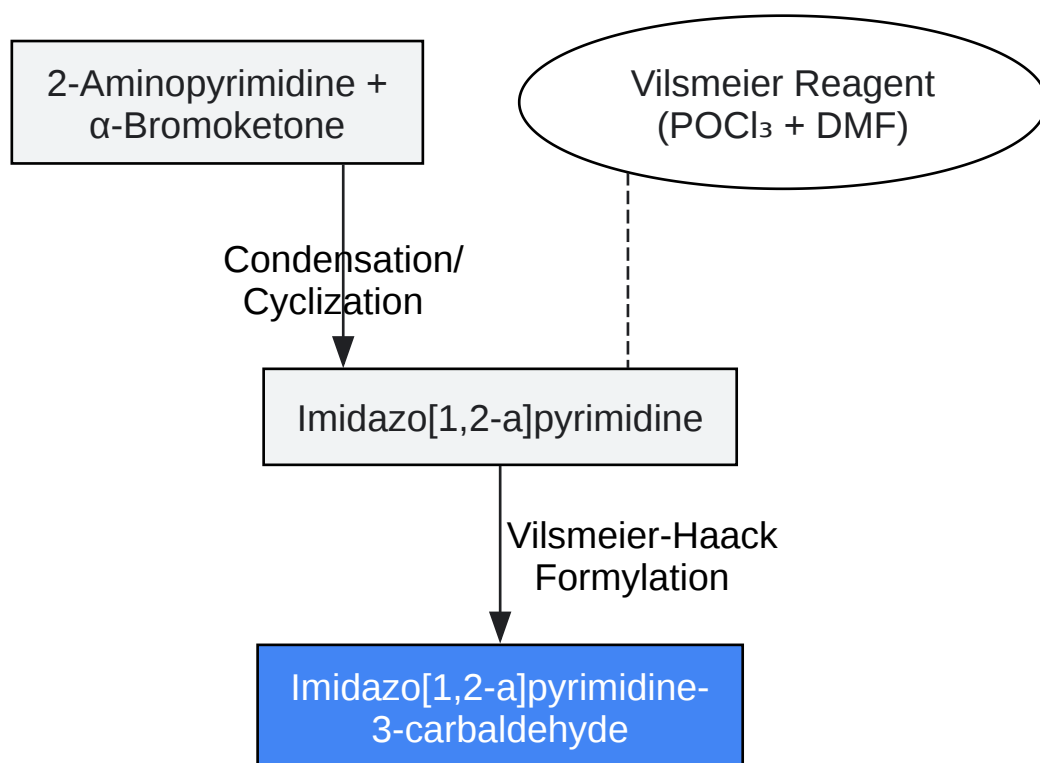 2-Aminopyrimidine +
α-Bromoketone
Vilsmeier Reagent
(POCl₃ + DMF)
Condensation/
Cyclization
Imidazo[1,2-a]pyrimidine
Vilsmeier-Haack
Formylation
Imidazo[1,2-a]pyrimidine-
3-carbaldehyde